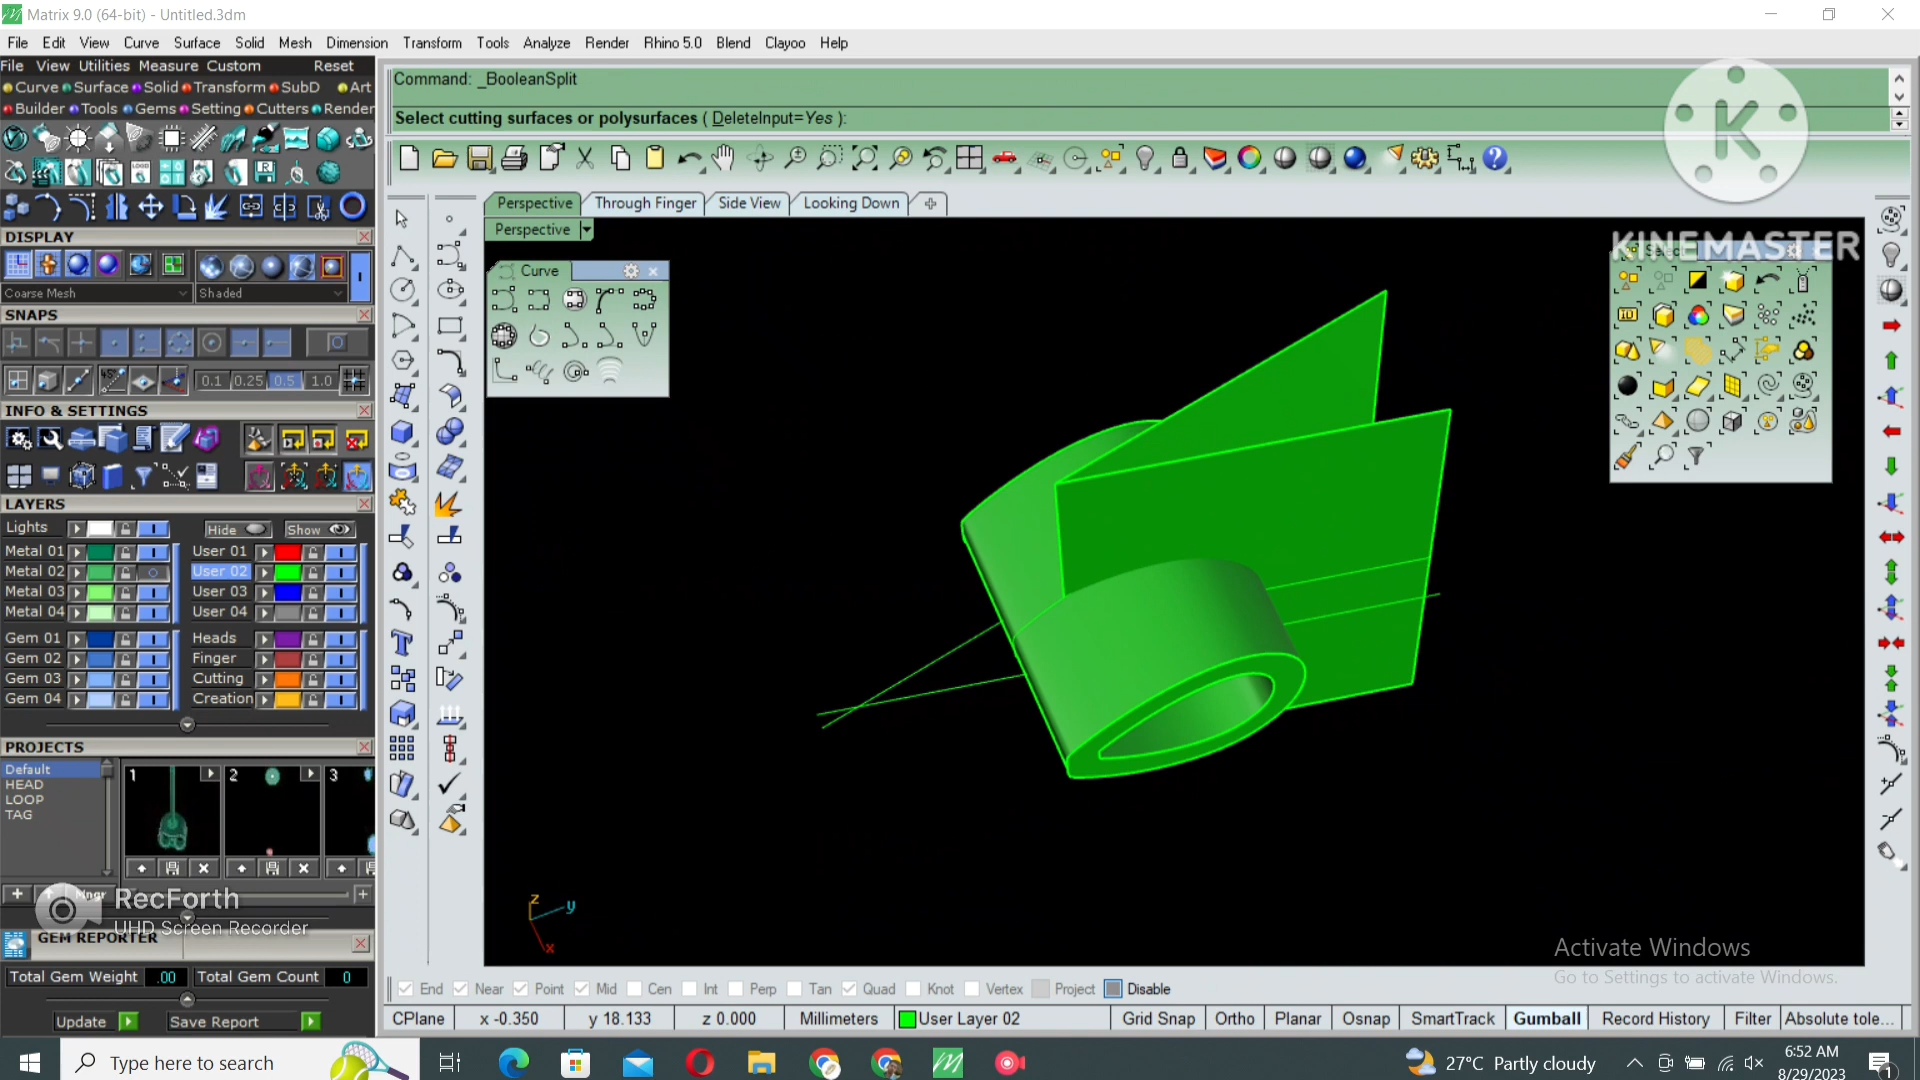 Matrix 9.0 (64-bit) - Untitled.3dm
File Edit View Curve Surface Solid Mesh Dimension Transform Tools Analyze Render Rhino 5.0 Blend Clayoo Help
File View Utilities Measure Custom Reset
Curve Surface Solid Transform SubD Art
Builder Tools Gems Setting Cutters Render
Command: _BooleanSplit
Select cutting surfaces or polysurfaces ( DeleteInput=Yes ):
K
KINEMASTER
Perspective Through Finger Side View Looking Down
Perspective
Curve
DISPLAY
Coarse Mesh Shaded
SNAPS
0.1 0.25 0.5 1.0
INFO & SETTINGS
LAYERS
Lights Hide Show
Metal 01 User 01
Metal 02 User 02
Metal 03 User 03
Metal 04 User 04
Gem 01 Heads
Gem 02 Finger
Gem 03 Cutting
Gem 04 Creation
PROJECTS
Default
HEAD
LOOP
TAG
1 2 3
Mngr
RecForth
UHD Screen Recorder
GEM REPORTER
Total Gem Weight .00 Total Gem Count 0
Update Save Report
z
y
x
Activate Windows
Go to Settings to activate Windows.
End Near Point Mid Cen Int Perp Tan Quad Knot Vertex Project Disable
CPlane x -0.350 y 18.133 z 0.000 Millimeters User Layer 02 Grid Snap Ortho Planar Osnap SmartTrack Gumball Record History Filter Absolute tole...
Type here to search
27°C Partly cloudy
6:52 AM
8/29/2023
1